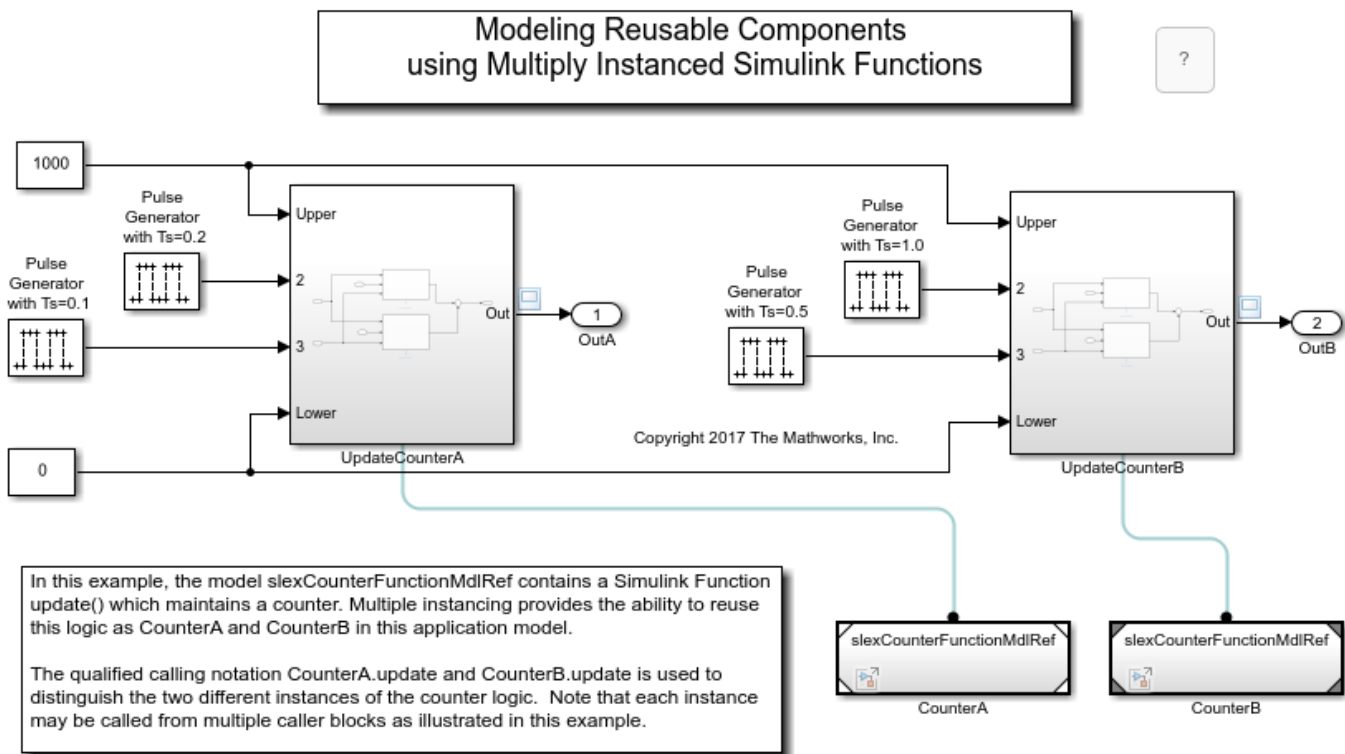 Modeling Reusable Components
using Multiply Instanced Simulink Functions
?
1000
Pulse
Generator
with Ts=0.2
Pulse
Generator
with Ts=0.1
Upper
2
3
Lower
Out
UpdateCounterA
1
OutA
0
Pulse
Generator
with Ts=1.0
Pulse
Generator
with Ts=0.5
Upper
2
3
Lower
Out
UpdateCounterB
2
OutB
Copyright 2017 The Mathworks, Inc.
In this example, the model slexCounterFunctionMdlRef contains a Simulink Function
update() which maintains a counter. Multiple instancing provides the ability to reuse
this logic as CounterA and CounterB in this application model.
The qualified calling notation CounterA.update and CounterB.update is used to
distinguish the two different instances of the counter logic.  Note that each instance
may be called from multiple caller blocks as illustrated in this example.
slexCounterFunctionMdlRef
CounterA
slexCounterFunctionMdlRef
CounterB